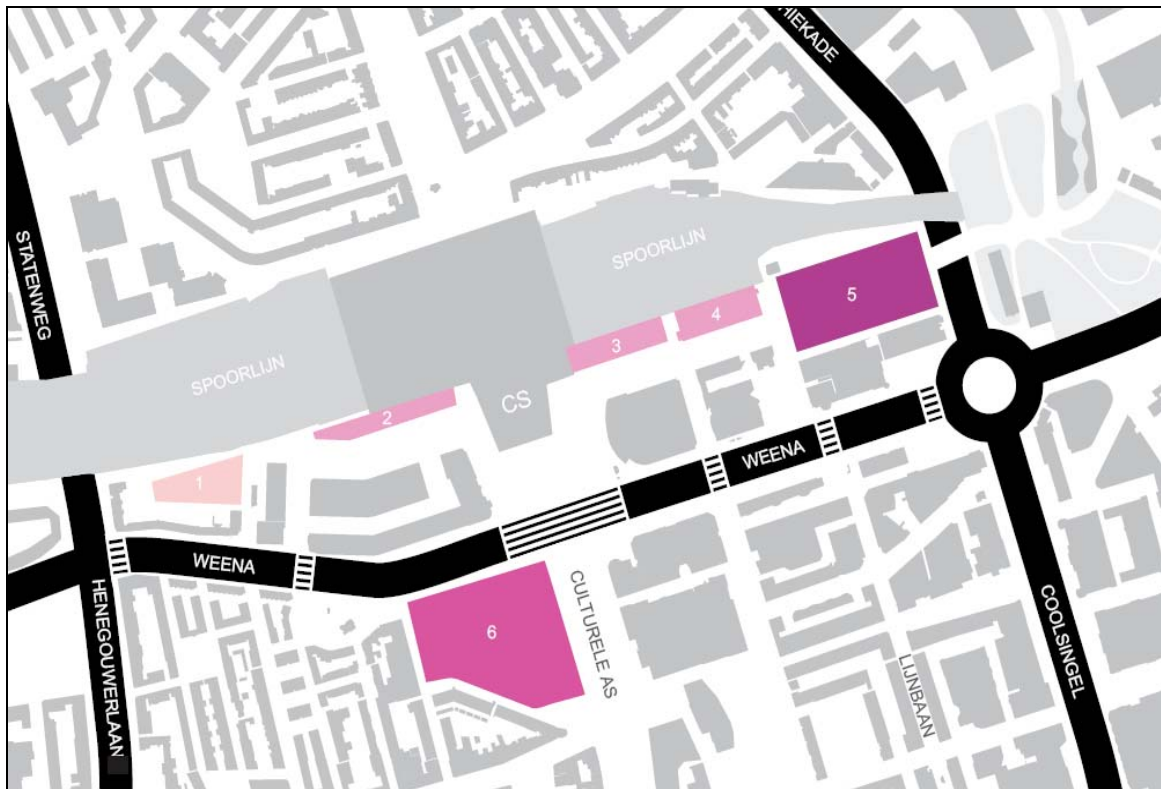 HIEKADE
STATENWEG
SPOORLIJN
SPOORLIJN
5
4
3
2
CS
1
WEENA
WEENA
HENEGOUWERLAAN
6
CULTURELE AS
LIJNBAAN
COOLSINGEL